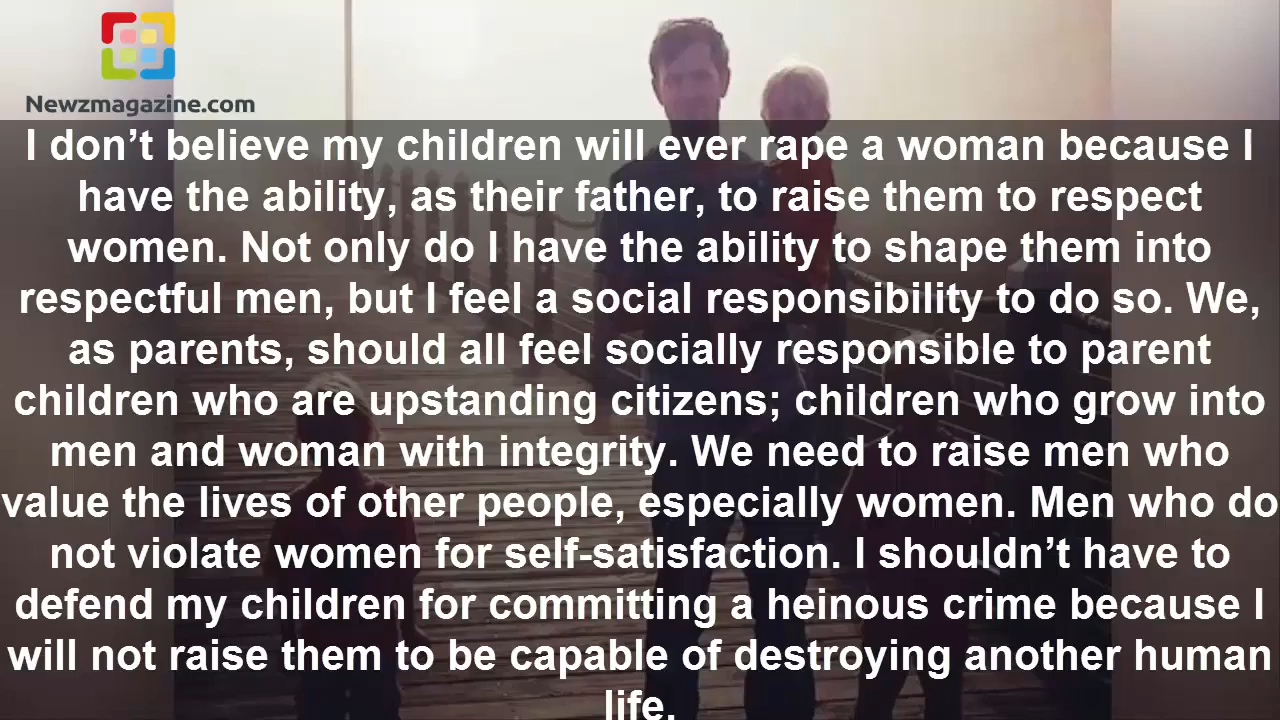 Newzmagazine.com
I don’t believe my children will ever rape a woman because I
have the ability, as their father, to raise them to respect
women. Not only do I have the ability to shape them into
respectful men, but I feel a social responsibility to do so. We,
as parents, should all feel socially responsible to parent
children who are upstanding citizens; children who grow into
men and woman with integrity. We need to raise men who
value the lives of other people, especially women. Men who do
not violate women for self-satisfaction. I shouldn’t have to
defend my children for committing a heinous crime because I
will not raise them to be capable of destroying another human
life.